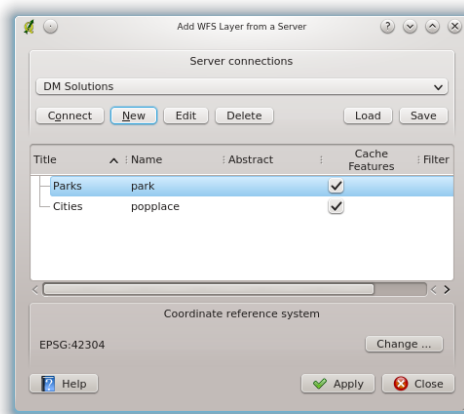 Add WFS Layer from a Server
Server connections
DM Solutions
Connect New Edit Delete Load Save
Title Name Abstract Cache Features Filter
Parks park
Cities popplace
Coordinate reference system
EPSG:42304 Change ...
Help Apply Close